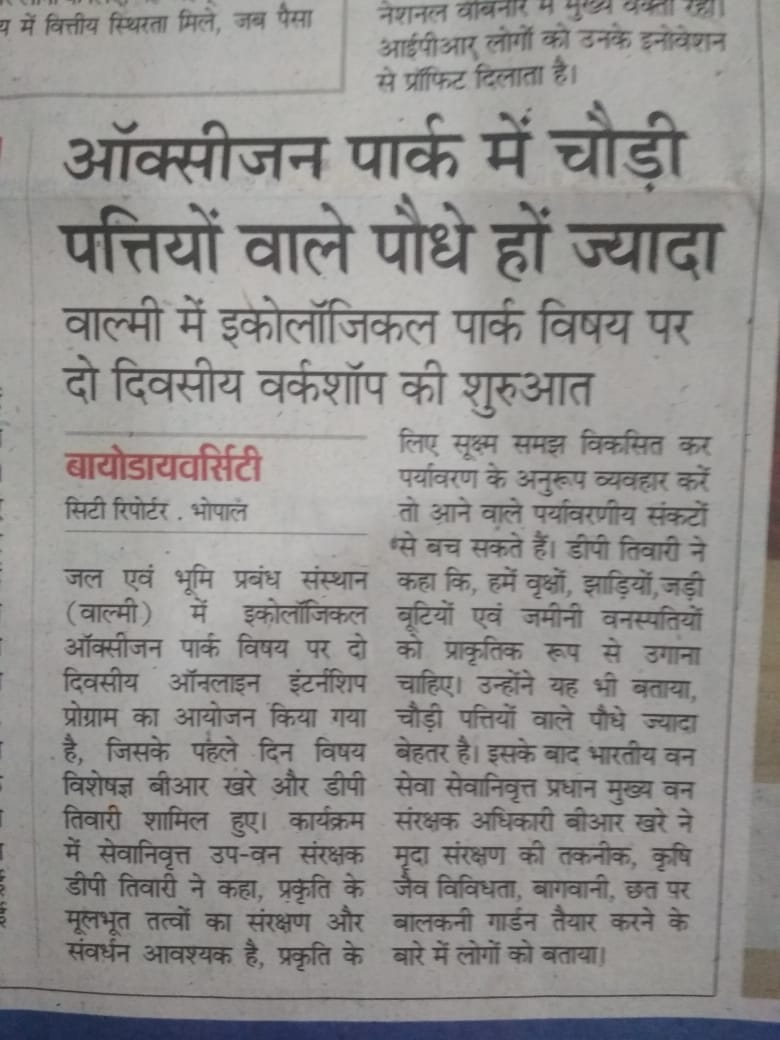 य में वित्तीय स्थिरता मिले, जब पैसा
नेशनल वेबिनार में मुख्य वक्ता रहीं।
आईपीआर लोगों को उनके इनोवेशन
से प्रॉफिट दिलाता है।
ऑक्सीजन पार्क में चौड़ी
पत्तियों वाले पौधे हों ज्यादा
वाल्मी में इकोलॉजिकल पार्क विषय पर
दो दिवसीय वर्कशॉप की शुरुआत
बायोडायवर्सिटी
सिटी रिपोर्टर . भोपाल
जल एवं भूमि प्रबंध संस्थान
(वाल्मी) में इकोलॉजिकल
ऑक्सीजन पार्क विषय पर दो
दिवसीय ऑनलाइन इंटर्नशिप
प्रोग्राम का आयोजन किया गया
है, जिसके पहले दिन विषय
विशेषज्ञ बीआर खरे और डीपी
तिवारी शामिल हुए। कार्यक्रम
में सेवानिवृत्त उप-वन संरक्षक
डीपी तिवारी ने कहा, प्रकृति के
मूलभूत तत्वों का संरक्षण और
संवर्धन आवश्यक है, प्रकृति के
लिए सूक्ष्म समझ विकसित कर
पर्यावरण के अनुरूप व्यवहार करें
तो आने वाले पर्यावरणीय संकटों
से बच सकते हैं। डीपी तिवारी ने
कहा कि, हमें वृक्षों, झाड़ियों,जड़ी
बूटियों एवं जमीनी वनस्पतियों
को प्राकृतिक रूप से उगाना
चाहिए। उन्होंने यह भी बताया,
चौड़ी पत्तियों वाले पौधे ज्यादा
बेहतर है। इसके बाद भारतीय वन
सेवा सेवानिवृत्त प्रधान मुख्य वन
संरक्षक अधिकारी बीआर खरे ने
मृदा संरक्षण की तकनीक, कृषि
जैव विविधता, बागवानी, छत पर
बालकनी गार्डन तैयार करने के
बारे में लोगों को बताया।